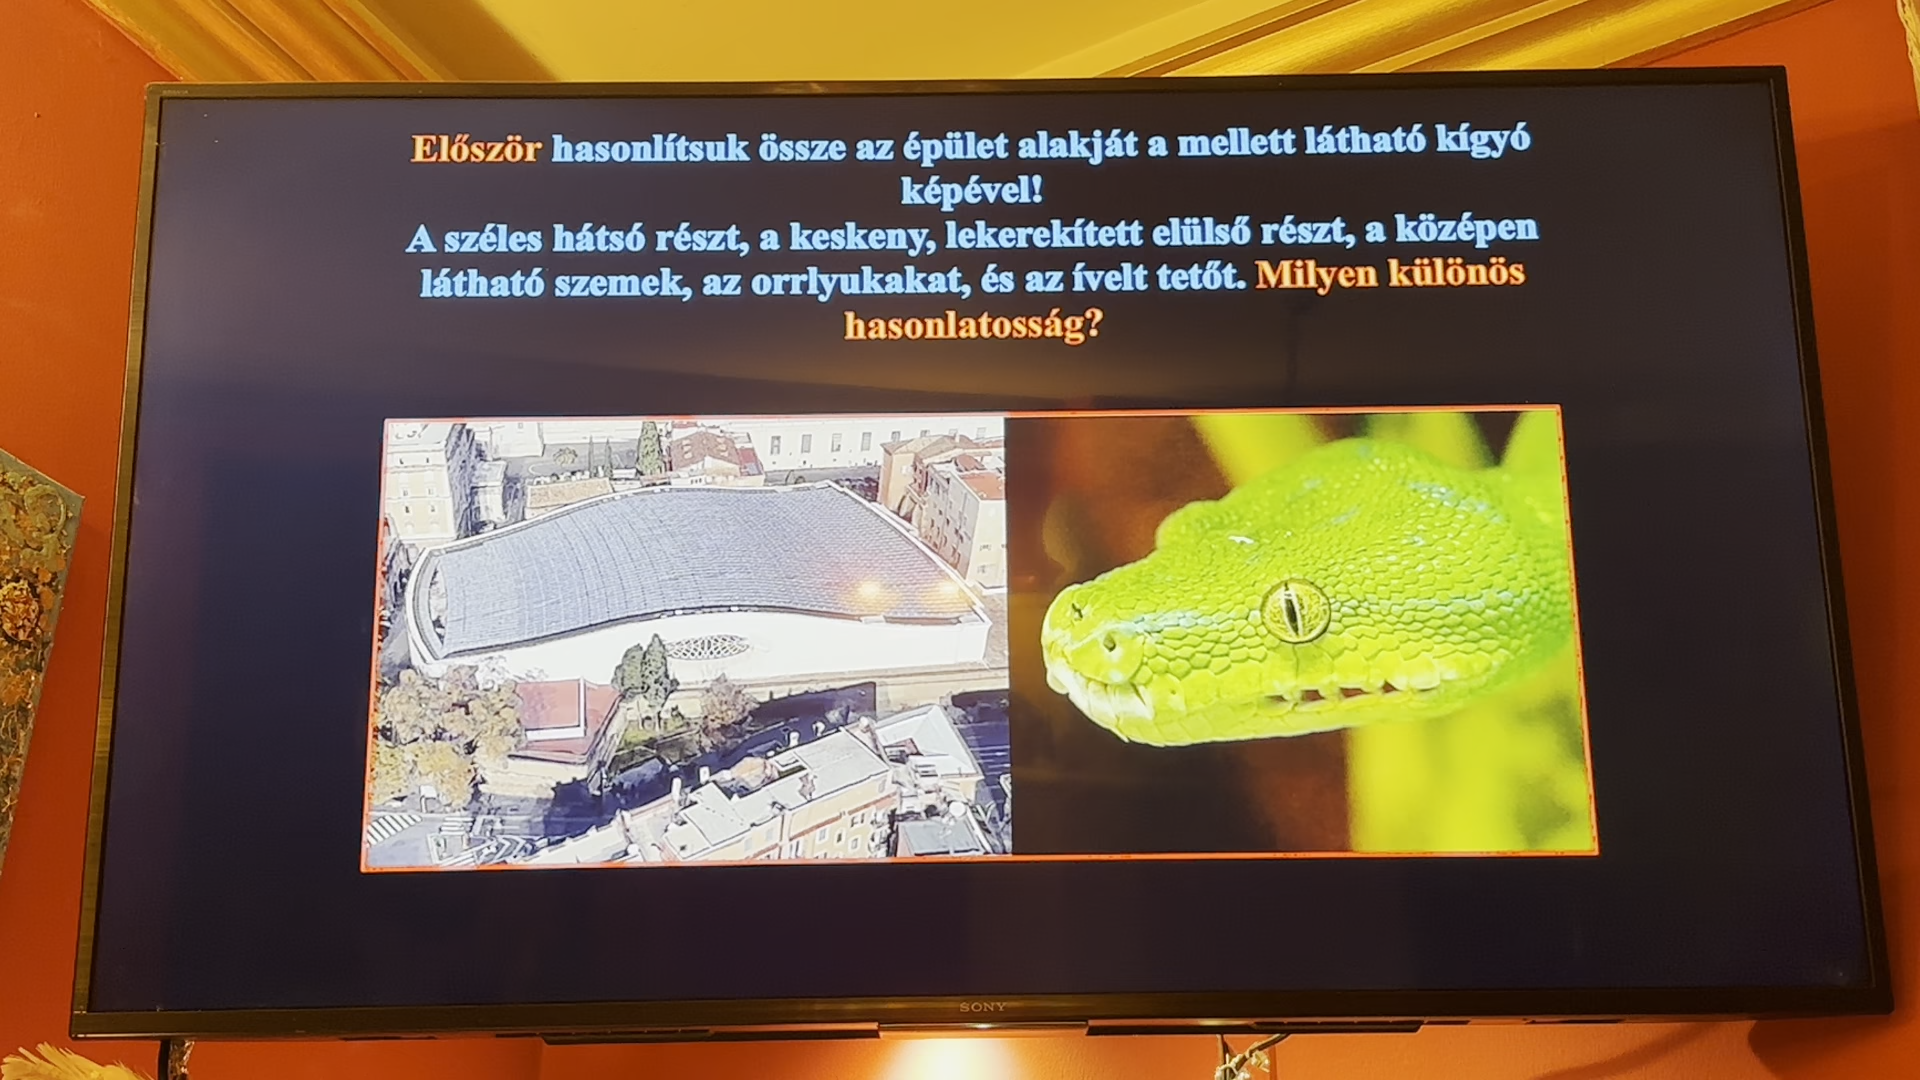 Először hasonlítsuk össze az épület alakját a mellett látható kígyó
képével!
A széles hátsó részt, a keskeny, lekerekített elülső részt, a középen
látható szemek, az orrlyukakat, és az ívelt tetőt. Milyen különös
hasonlatosság?
SONY